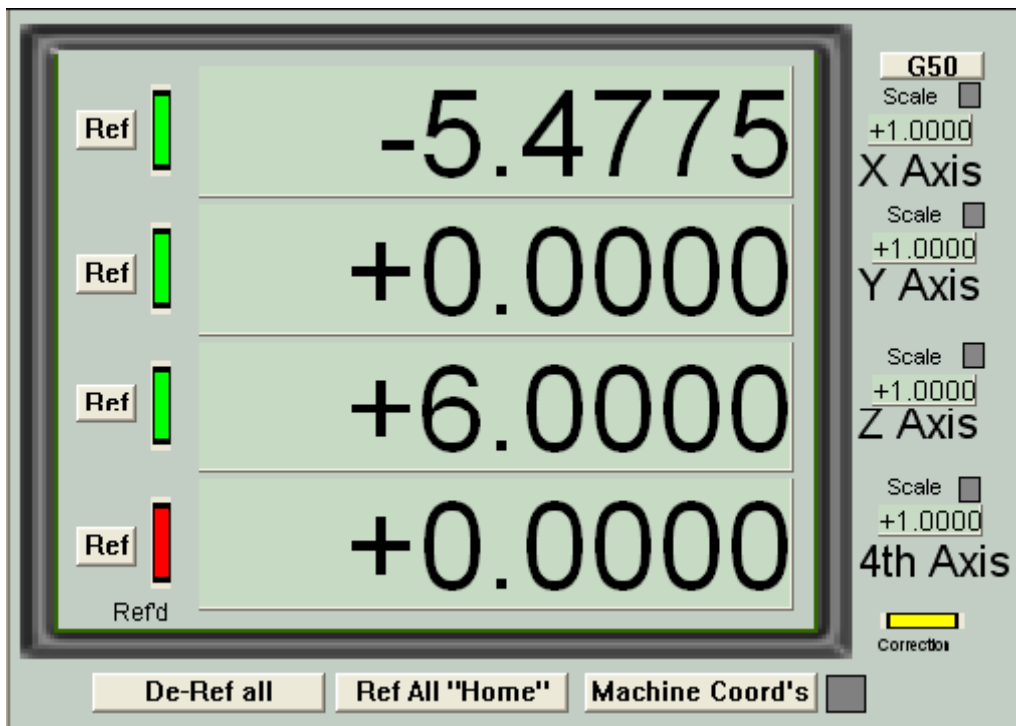 Ref
-5.4775
G50
Scale
+1.0000
X Axis
Ref
+0.0000
Scale
+1.0000
Y Axis
Ref
+6.0000
Scale
+1.0000
Z Axis
Ref
+0.0000
Scale
+1.0000
4th Axis
Ref'd
Correction
De-Ref all
Ref All "Home"
Machine Coord's